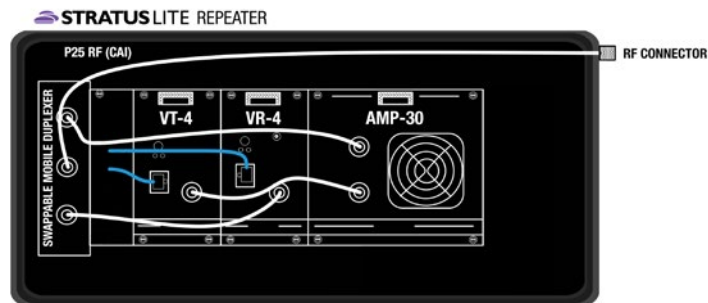 STRATUS LITE REPEATER
P25 RF (CAI)
RF CONNECTOR
SWAPPABLE MOBILE DUPLEXER
VT-4
VR-4
AMP-30